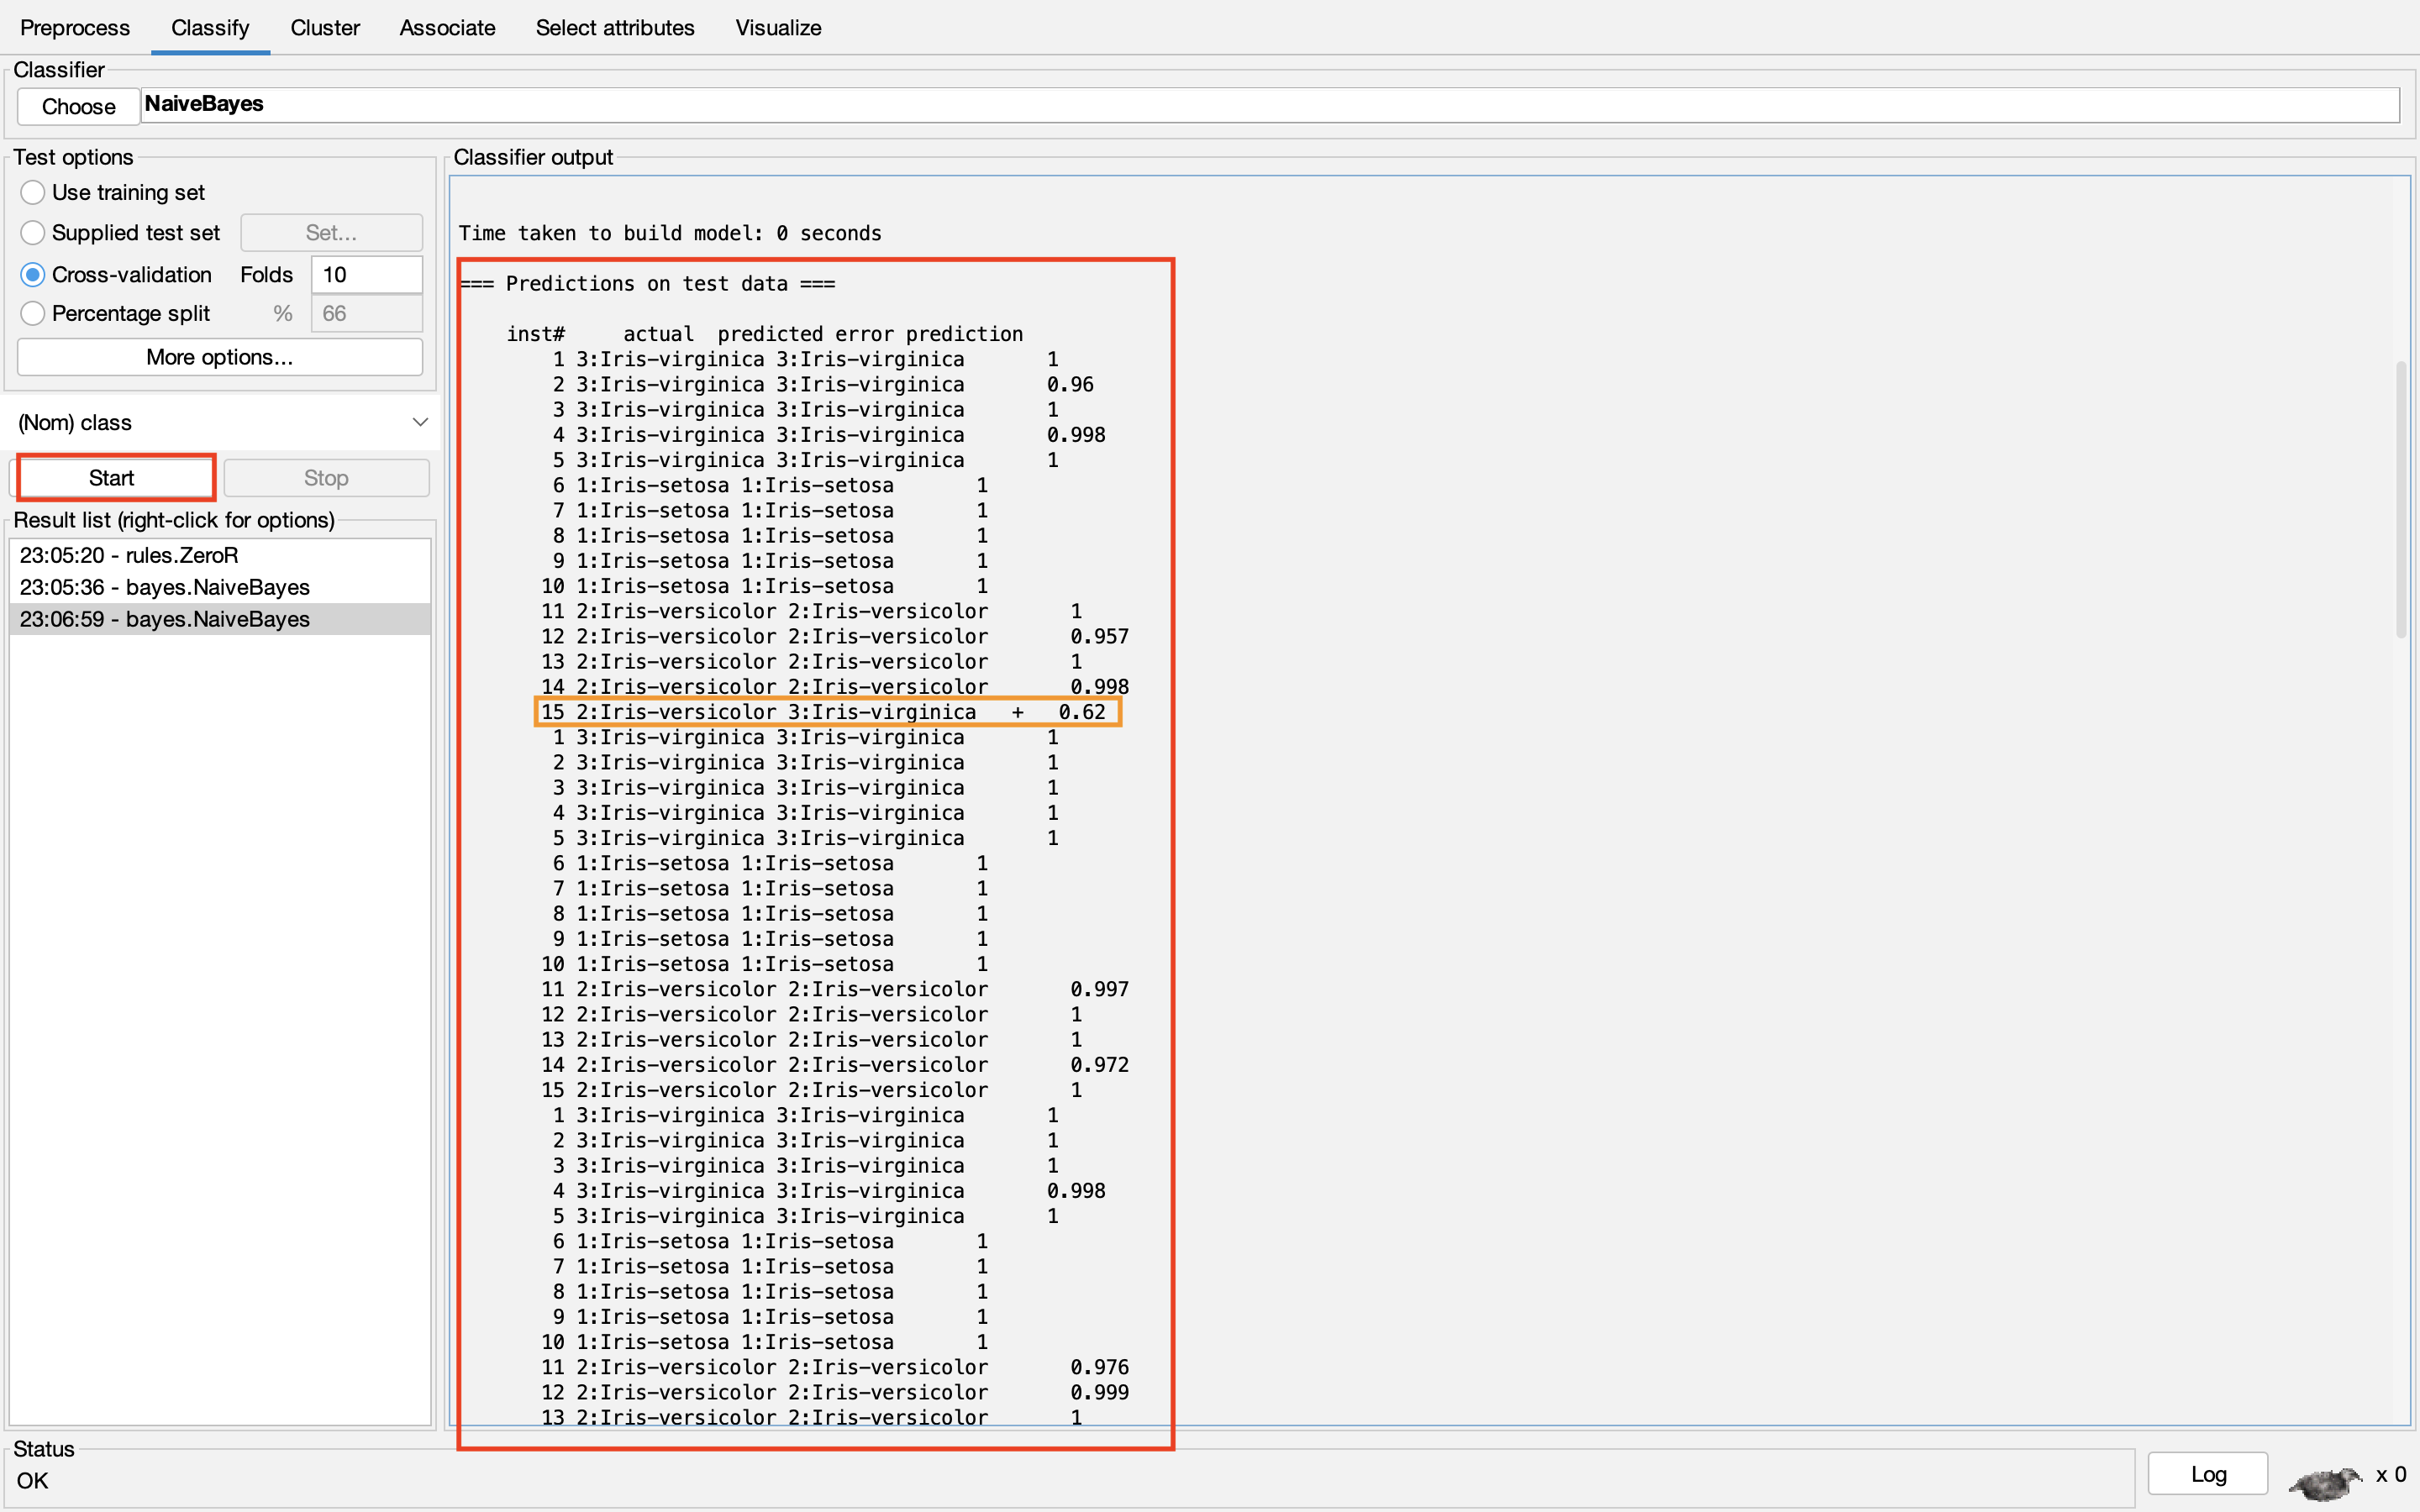 Preprocess Classify Cluster Associate Select attributes Visualize
Classifier
Choose NaiveBayes
Test options
Use training set
Supplied test set Set...
Cross-validation Folds 10
Percentage split % 66
More options...
(Nom) class
Start Stop
Result list (right-click for options)
23:05:20 - rules.ZeroR
23:05:36 - bayes.NaiveBayes
23:06:59 - bayes.NaiveBayes
Classifier output
Time taken to build model: 0 seconds
=== Predictions on test data ===
inst# actual predicted error prediction
1 3:Iris-virginica 3:Iris-virginica 1
2 3:Iris-virginica 3:Iris-virginica 0.96
3 3:Iris-virginica 3:Iris-virginica 1
4 3:Iris-virginica 3:Iris-virginica 0.998
5 3:Iris-virginica 3:Iris-virginica 1
6 1:Iris-setosa 1:Iris-setosa 1
7 1:Iris-setosa 1:Iris-setosa 1
8 1:Iris-setosa 1:Iris-setosa 1
9 1:Iris-setosa 1:Iris-setosa 1
10 1:Iris-setosa 1:Iris-setosa 1
11 2:Iris-versicolor 2:Iris-versicolor 1
12 2:Iris-versicolor 2:Iris-versicolor 0.957
13 2:Iris-versicolor 2:Iris-versicolor 1
14 2:Iris-versicolor 2:Iris-versicolor 0.998
15 2:Iris-versicolor 3:Iris-virginica + 0.62
1 3:Iris-virginica 3:Iris-virginica 1
2 3:Iris-virginica 3:Iris-virginica 1
3 3:Iris-virginica 3:Iris-virginica 1
4 3:Iris-virginica 3:Iris-virginica 1
5 3:Iris-virginica 3:Iris-virginica 1
6 1:Iris-setosa 1:Iris-setosa 1
7 1:Iris-setosa 1:Iris-setosa 1
8 1:Iris-setosa 1:Iris-setosa 1
9 1:Iris-setosa 1:Iris-setosa 1
10 1:Iris-setosa 1:Iris-setosa 1
11 2:Iris-versicolor 2:Iris-versicolor 0.997
12 2:Iris-versicolor 2:Iris-versicolor 1
13 2:Iris-versicolor 2:Iris-versicolor 1
14 2:Iris-versicolor 2:Iris-versicolor 0.972
15 2:Iris-versicolor 2:Iris-versicolor 1
1 3:Iris-virginica 3:Iris-virginica 1
2 3:Iris-virginica 3:Iris-virginica 1
3 3:Iris-virginica 3:Iris-virginica 1
4 3:Iris-virginica 3:Iris-virginica 0.998
5 3:Iris-virginica 3:Iris-virginica 1
6 1:Iris-setosa 1:Iris-setosa 1
7 1:Iris-setosa 1:Iris-setosa 1
8 1:Iris-setosa 1:Iris-setosa 1
9 1:Iris-setosa 1:Iris-setosa 1
10 1:Iris-setosa 1:Iris-setosa 1
11 2:Iris-versicolor 2:Iris-versicolor 0.976
12 2:Iris-versicolor 2:Iris-versicolor 0.999
13 2:Iris-versicolor 2:Iris-versicolor 1
Status
OK
Log x 0